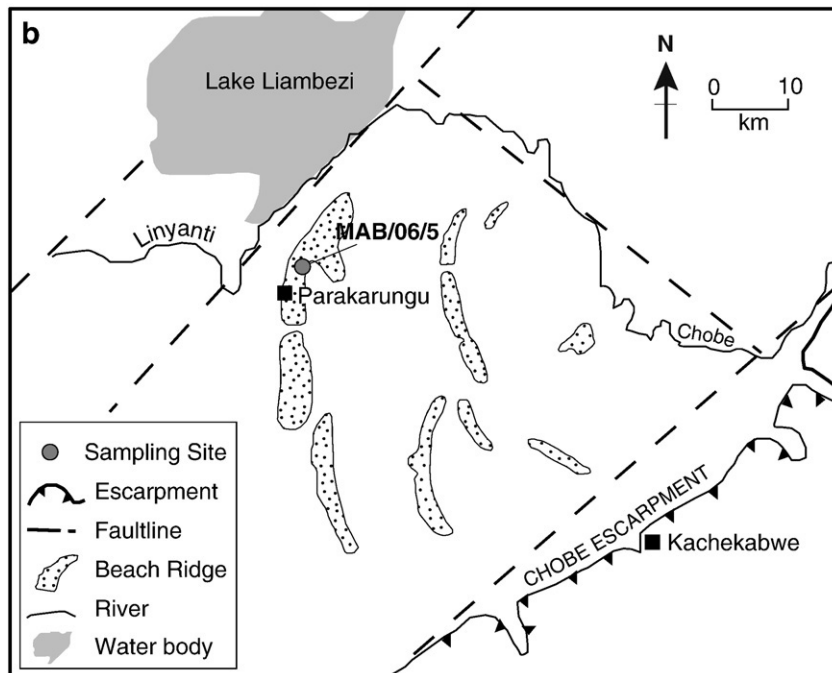 b
Lake Liambezi
N
0 10
km
Linyanti
MAB/06/5
Parakarungu
Chobe
CHOBE ESCARPMENT
Kachekabwe
Sampling Site
Escarpment
Faultline
Beach Ridge
River
Water body